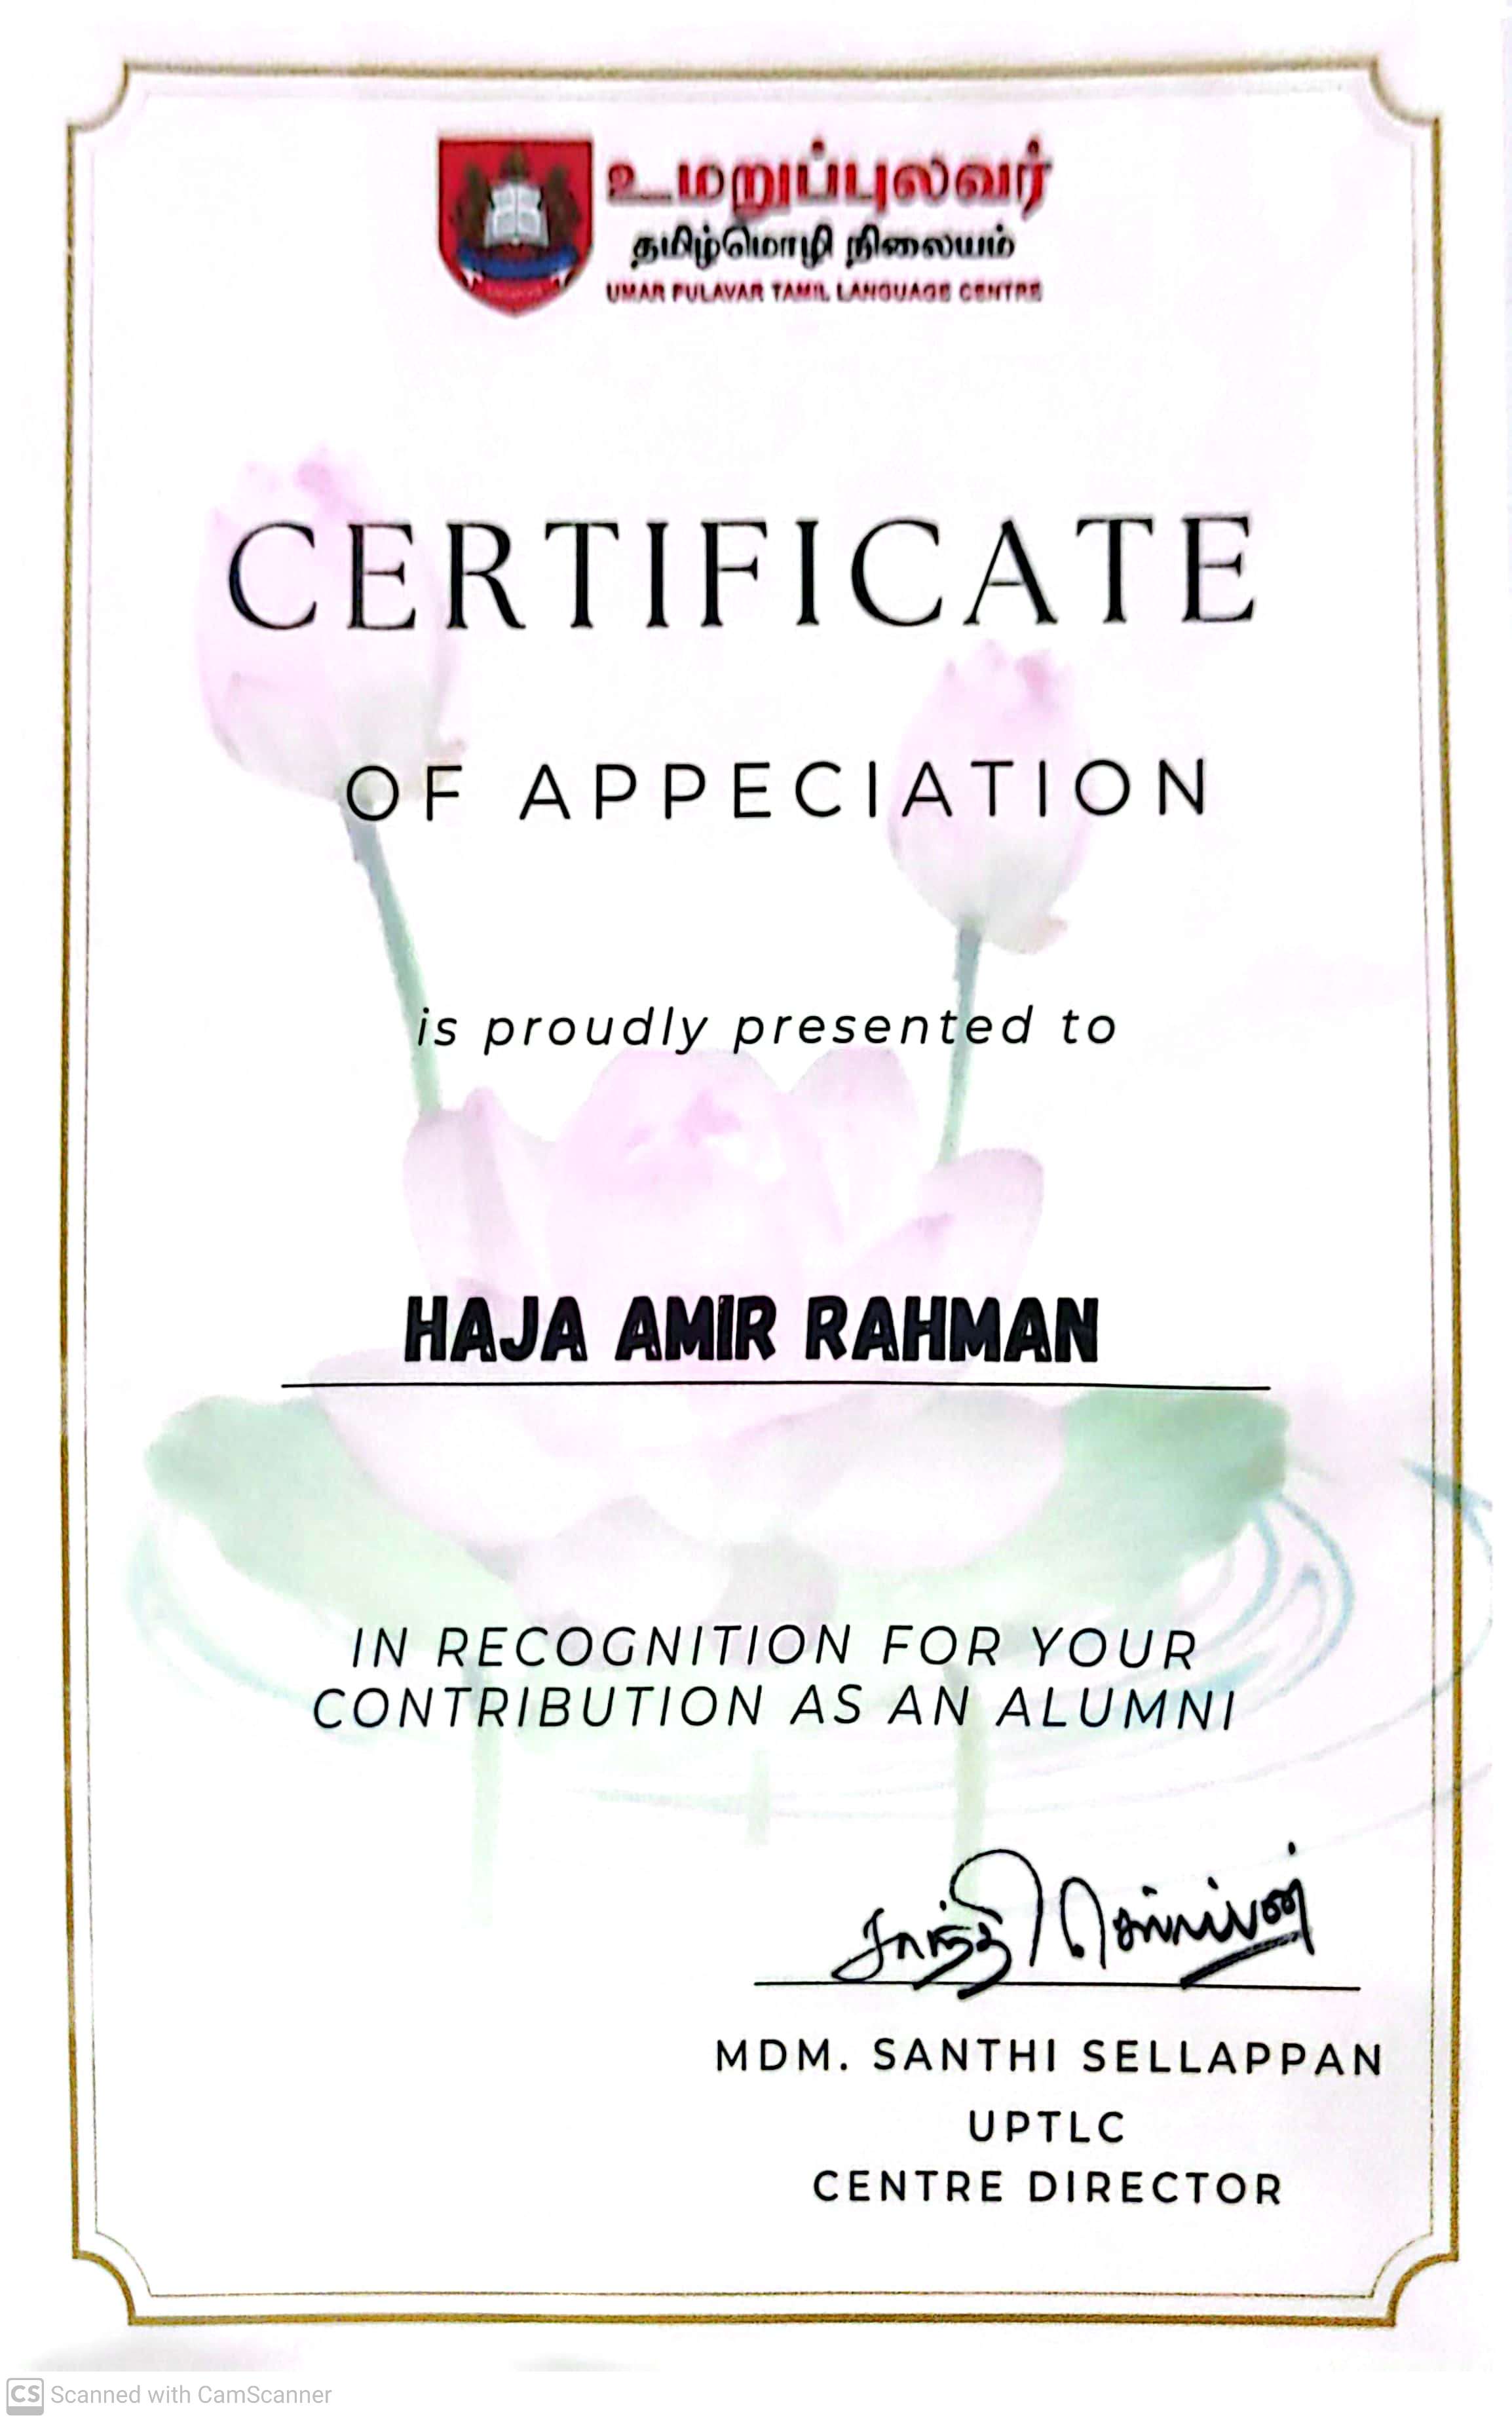 உமறுப்புலவர்
தமிழ்மொழி நிலையம்
UMAR PULAVAR TAMIL LANGUAGE CENTRE
CERTIFICATE
OF APPECIATION
is proudly presented to
HAJA AMIR RAHMAN
IN RECOGNITION FOR YOUR
CONTRIBUTION AS AN ALUMNI
சாந்தி செல்லப்பன்
MDM. SANTHI SELLAPPAN
UPTLC
CENTRE DIRECTOR
CS Scanned with CamScanner